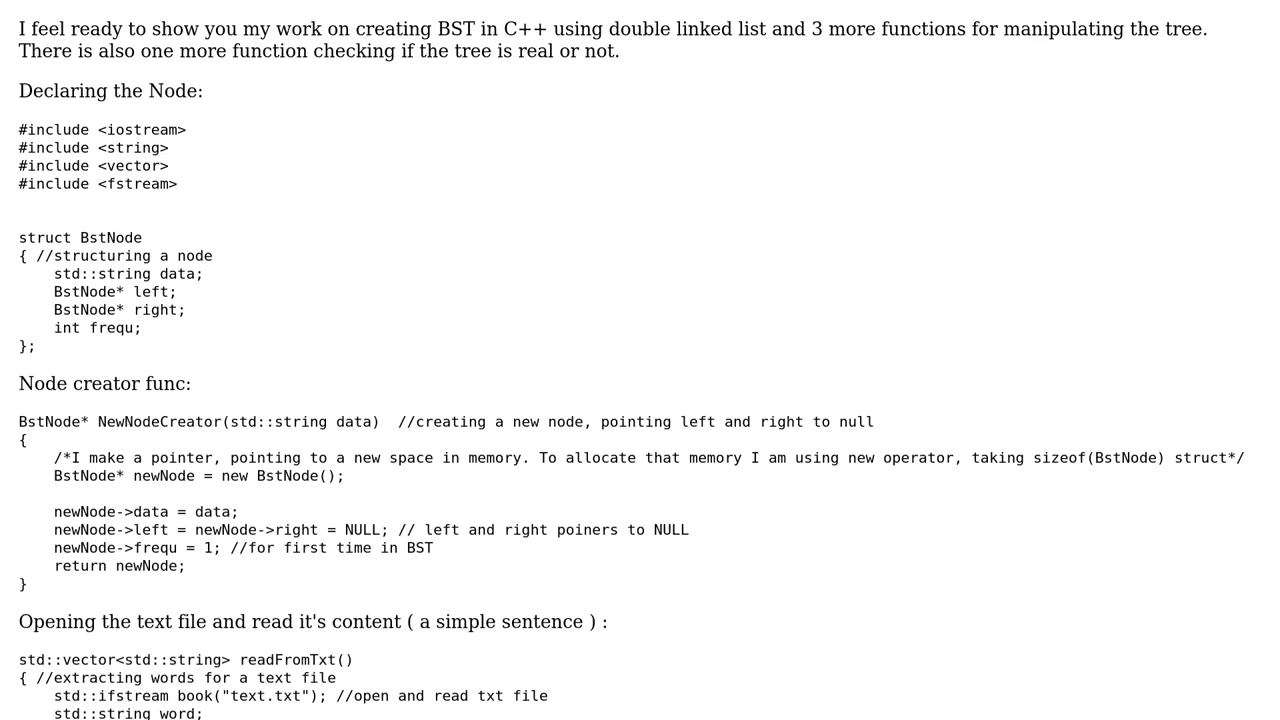 I feel ready to show you my work on creating BST in C++ using double linked list and 3 more functions for manipulating the tree.
There is also one more function checking if the tree is real or not.
Declaring the Node:
#include <iostream>
#include <string>
#include <vector>
#include <fstream>
struct BstNode
{ //structuring a node
    std::string data;
    BstNode* left;
    BstNode* right;
    int frequ;
};
Node creator func:
BstNode* NewNodeCreator(std::string data)  //creating a new node, pointing left and right to null
{
    /*I make a pointer, pointing to a new space in memory. To allocate that memory I am using new operator, taking sizeof(BstNode) struct*/
    BstNode* newNode = new BstNode();
    newNode->data = data;
    newNode->left = newNode->right = NULL; // left and right poiners to NULL
    newNode->frequ = 1; //for first time in BST
    return newNode;
}
Opening the text file and read it's content ( a simple sentence ) :
std::vector<std::string> readFromTxt()
{ //extracting words for a text file
    std::ifstream book("text.txt"); //open and read txt file
    std::string word;